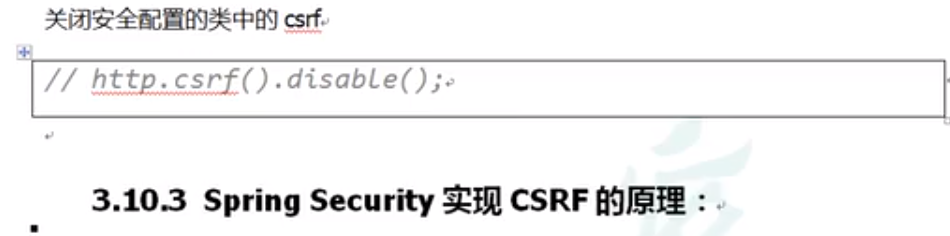 关闭安全配置的类中的 csrf
// http.csrf().disable();
3.10.3 Spring Security 实现 CSRF 的原理：